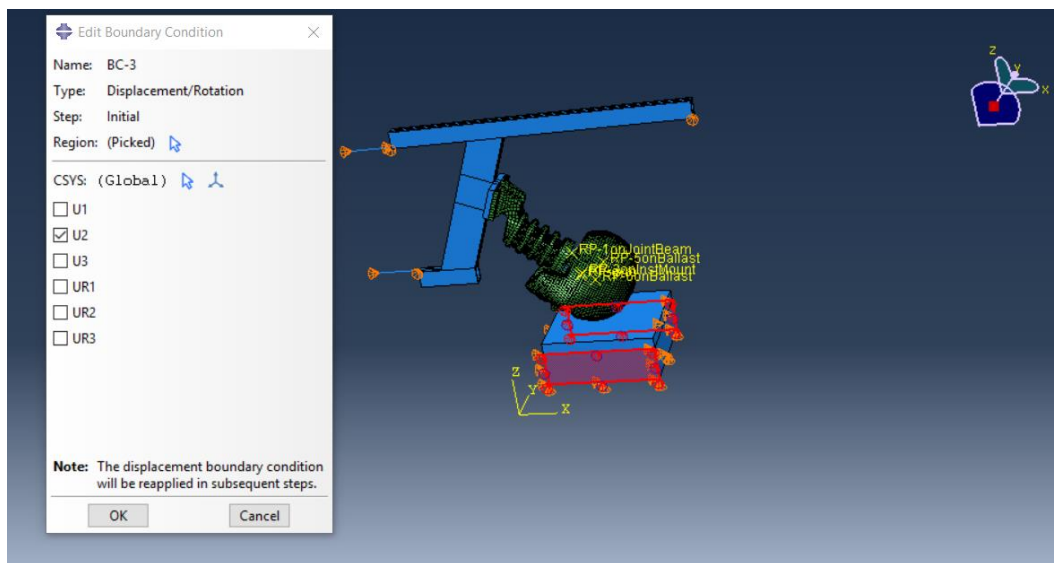 Edit Boundary Condition
Name: BC-3
Type: Displacement/Rotation
Step: Initial
Region: (Picked)
CSYS: (Global)
U1
U2
U3
UR1
UR2
UR3
Note: The displacement boundary condition
will be reapplied in subsequent steps.
OK Cancel
z
y
x
RP-1onJointBeam
RP-5onBallast
onBallast
Z
Y
X